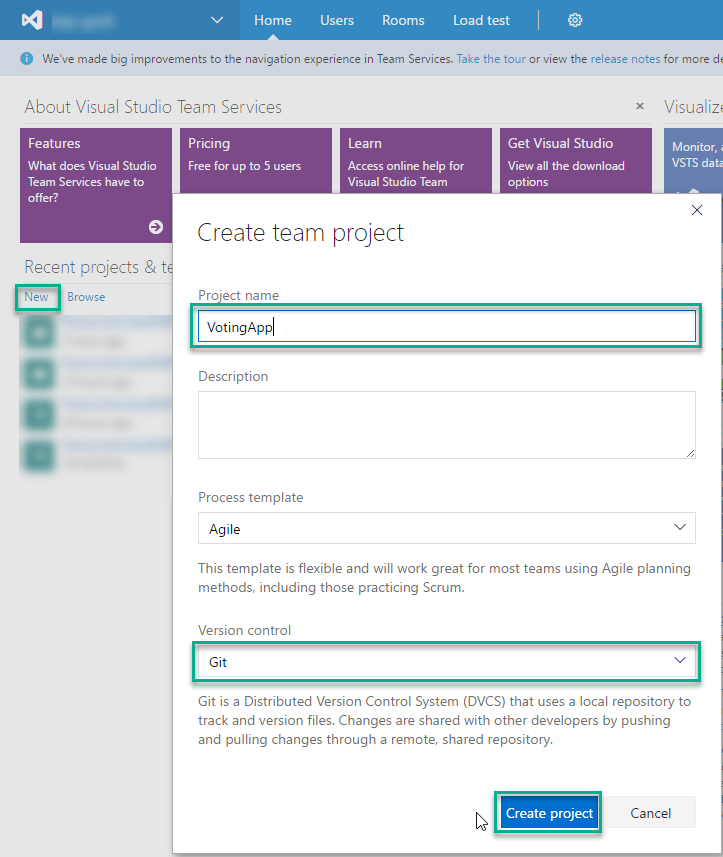 Home Users Rooms Load test
We've made big improvements to the navigation experience in Team Services. Take the tour or view the release notes for more de
About Visual Studio Team Services
Visualize
Features
What does Visual Studio
Team Services have to
offer?
Pricing
Free for up to 5 users
Learn
Access online help for
Visual Studio Team
Get Visual Studio
View all the download
options
Monitor, a
VSTS data
Recent projects & te
New Browse
Create team project
Project name
VotingApp
Description
Process template
Agile
This template is flexible and will work great for most teams using Agile planning
methods, including those practicing Scrum.
Version control
Git
Git is a Distributed Version Control System (DVCS) that uses a local repository to
track and version files. Changes are shared with other developers by pushing
and pulling changes through a remote, shared repository.
Create project Cancel